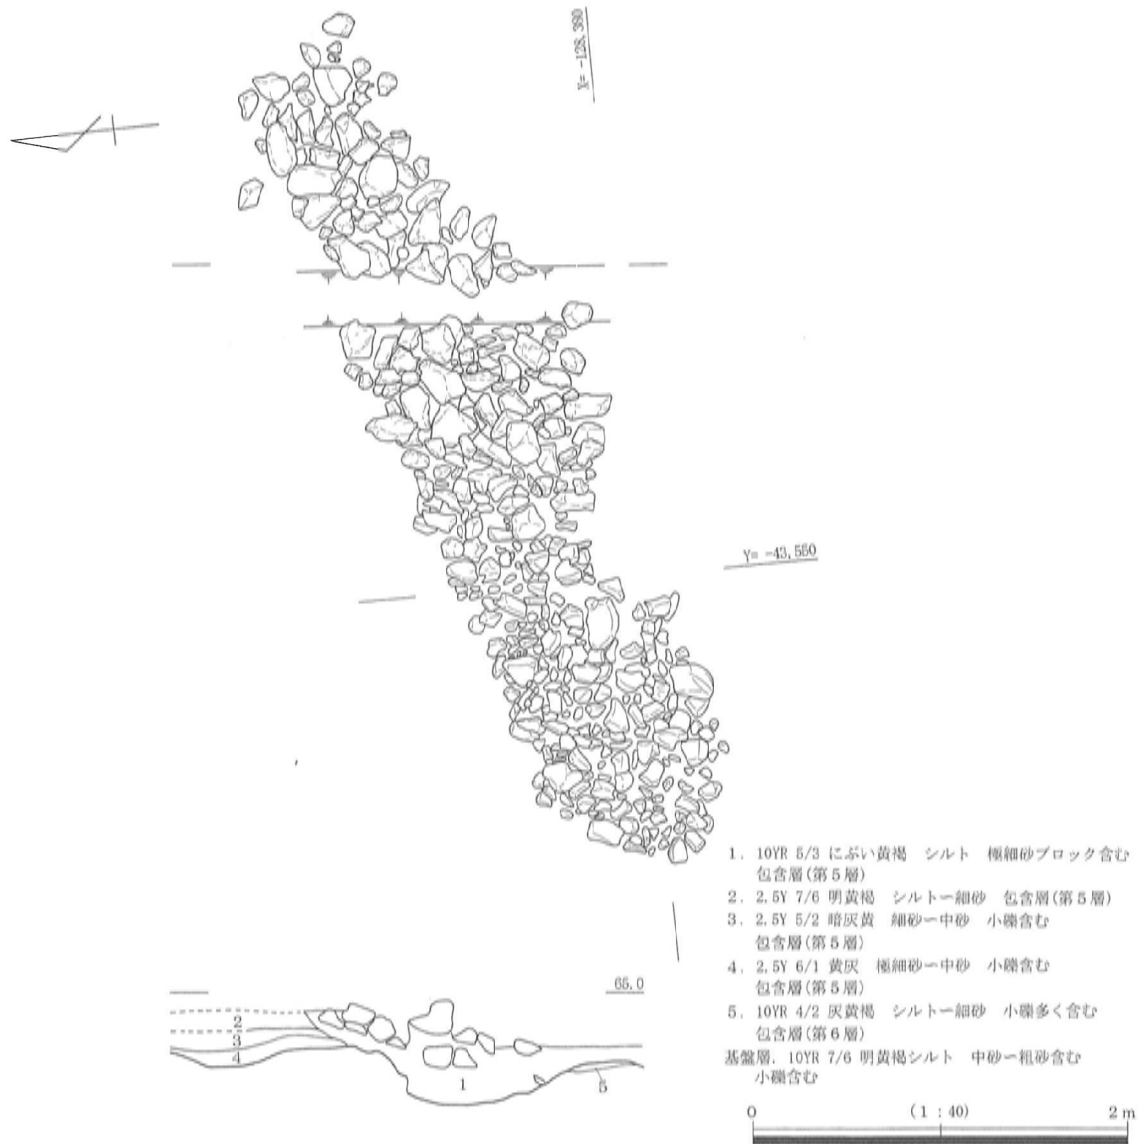 X= -128,390
Y= -43,550
1. 10YR 5/3 にぶい黄褐 シルト 極細砂ブロック含む
包含層(第5層)
2. 2.5Y 7/6 明黄褐 シルト〜細砂 包含層(第5層)
3. 2.5Y 5/2 暗灰黄 細砂〜中砂 小礫含む
包含層(第5層)
4. 2.5Y 6/1 黄灰 極細砂〜中砂 小礫含む
包含層(第5層)
5. 10YR 4/2 灰黄褐 シルト〜細砂 小礫多く含む
包含層(第6層)
基盤層. 10YR 7/6 明黄褐シルト 中砂〜粗砂含む
小礫含む
65.0
2
3
4
1
5
0 (1:40) 2m